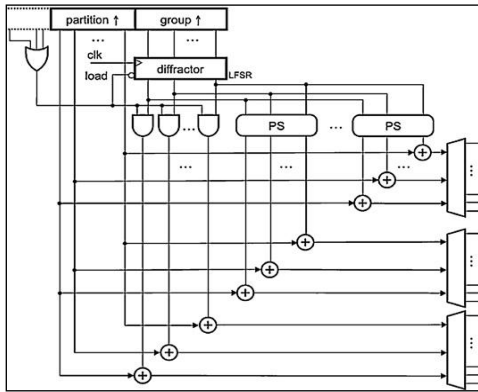 partition ↑ group ↑
... ...
clk
load diffractor LFSR
... PS ... PS
... ...
...
...
...